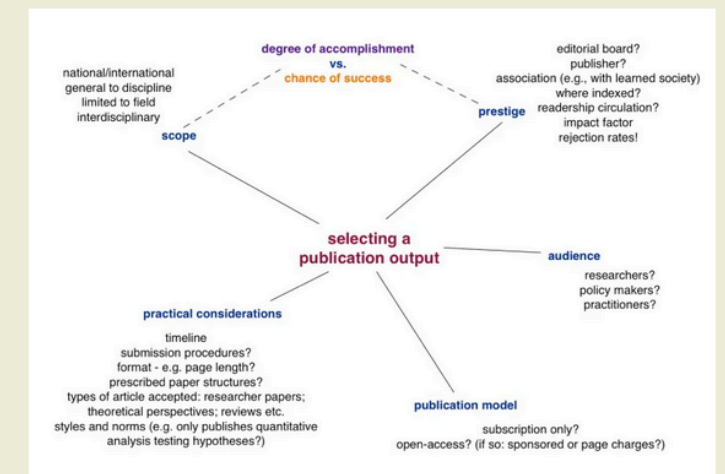 degree of accomplishment
vs.
chance of success
national/international
general to discipline
limited to field
interdisciplinary
scope
editorial board?
publisher?
association (e.g., with learned society)
where indexed?
readership circulation?
impact factor
rejection rates!
prestige
selecting a
publication output
audience
researchers?
policy makers?
practitioners?
practical considerations
timeline
submission procedures?
format - e.g. page length?
prescribed paper structures?
types of article accepted: researcher papers;
theoretical perspectives; reviews etc.
styles and norms (e.g. only publishes quantitative
analysis testing hypotheses?)
publication model
subscription only?
open-access? (if so: sponsored or page charges?)